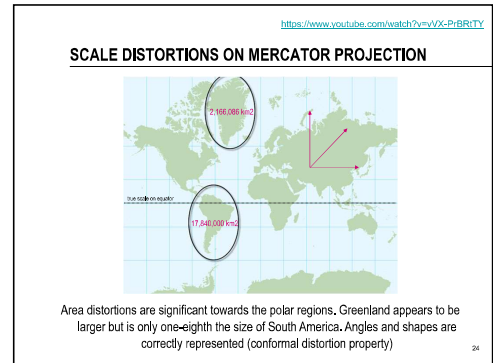 https://www.youtube.com/watch?v=vVX-PrBRtTY
SCALE DISTORTIONS ON MERCATOR PROJECTION
2,166,086 km2
true scale on equator
17,840,000 km2
Area distortions are significant towards the polar regions. Greenland appears to be
larger but is only one-eighth the size of South America. Angles and shapes are
correctly represented (conformal distortion property)
24